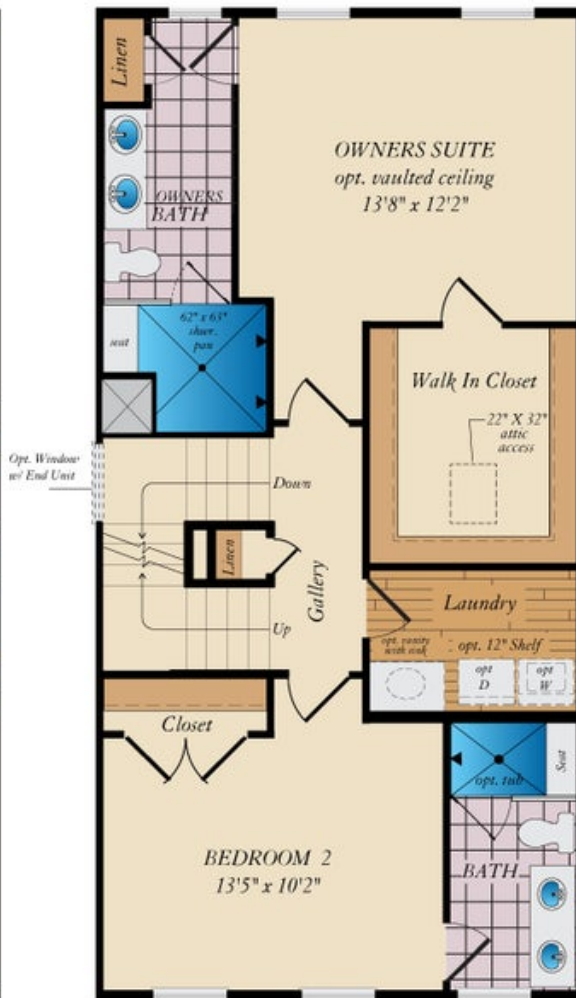 Linen
OWNERS SUITE
opt. vaulted ceiling
13'8" x 12'2"
OWNERS
BATH
62" x 63"
shwr.
pan
seat
Walk In Closet
22" X 32"
attic
access
Opt. Window
w/ End Unit
Down
Linen
Gallery
Up
Laundry
opt. vanity
with sink
opt. 12" Shelf
opt
D
opt
W
Closet
Seat
opt. tub
BEDROOM 2
13'5" x 10'2"
BATH